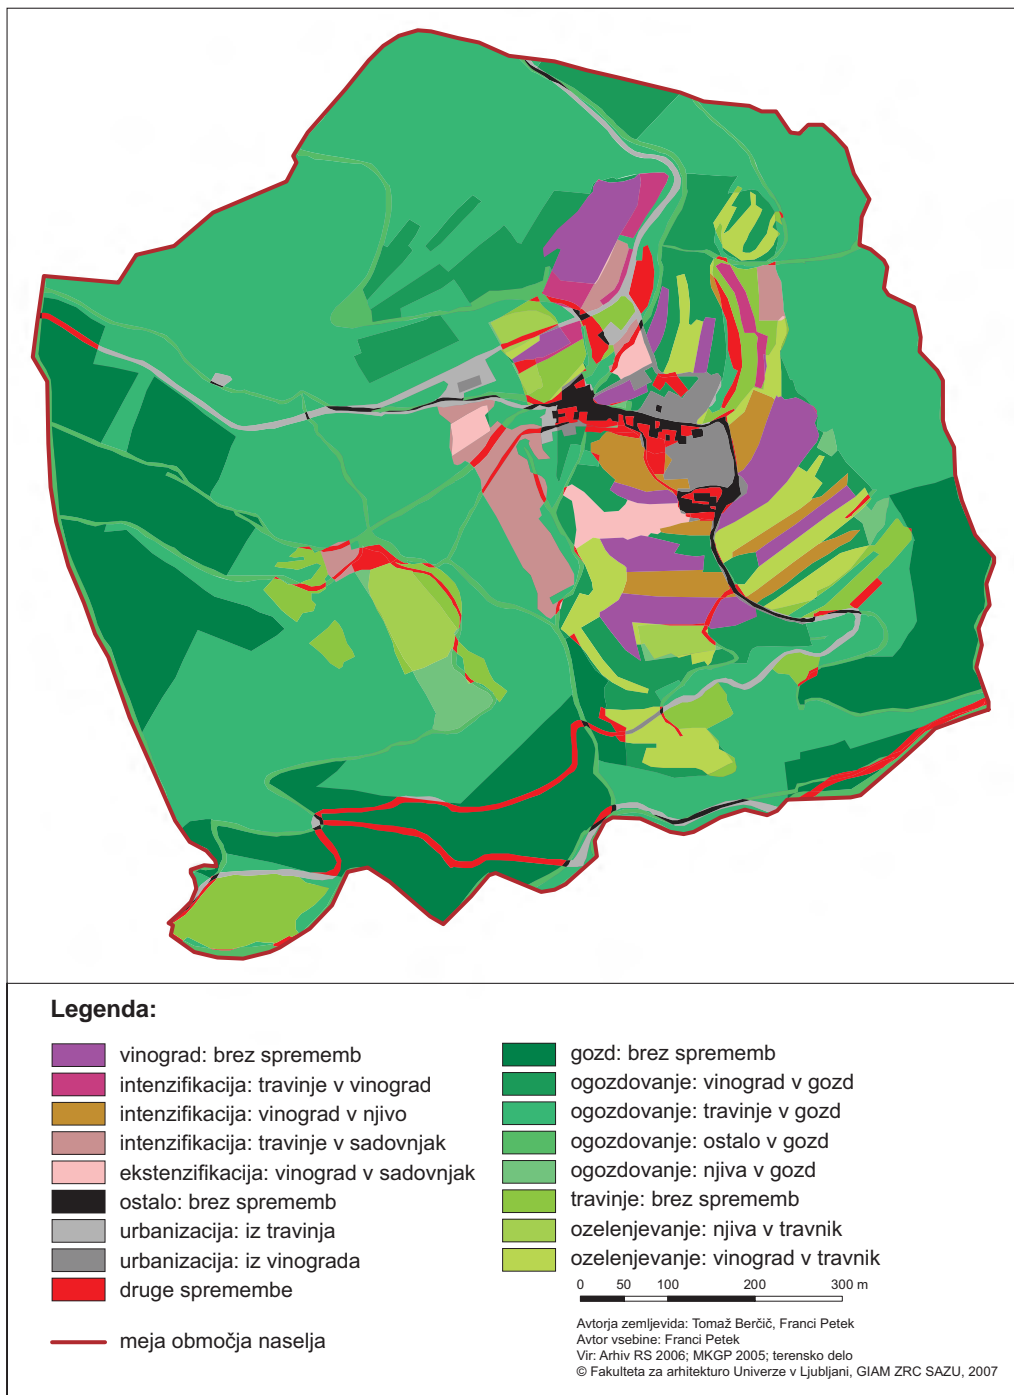 Legenda:
vinograd: brez sprememb
intenzifikacija: travinje v vinograd
intenzifikacija: vinograd v njivo
intenzifikacija: travinje v sadovnjak
ekstenzifikacija: vinograd v sadovnjak
ostalo: brez sprememb
urbanizacija: iz travinja
urbanizacija: iz vinograda
druge spremembe
meja območja naselja
gozd: brez sprememb
ogozdovanje: vinograd v gozd
ogozdovanje: travinje v gozd
ogozdovanje: ostalo v gozd
ogozdovanje: njiva v gozd
travinje: brez sprememb
ozelenjevanje: njiva v travnik
ozelenjevanje: vinograd v travnik
0 50 100 200 300 m
Avtorja zemljevida: Tomaž Berčič, Franci Petek
Avtor vsebine: Franci Petek
Vir: Arhiv RS 2006; MKGP 2005; terensko delo
© Fakulteta za arhitekturo Univerze v Ljubljani, GIAM ZRC SAZU, 2007